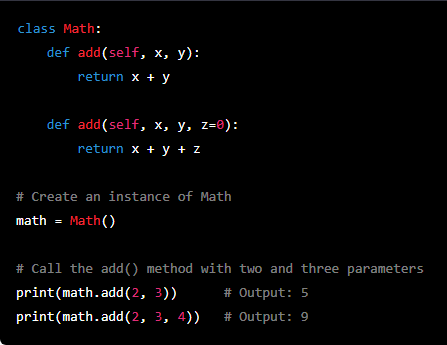 class Math:
    def add(self, x, y):
        return x + y

    def add(self, x, y, z=0):
        return x + y + z

# Create an instance of Math
math = Math()

# Call the add() method with two and three parameters
print(math.add(2, 3))      # Output: 5
print(math.add(2, 3, 4))   # Output: 9